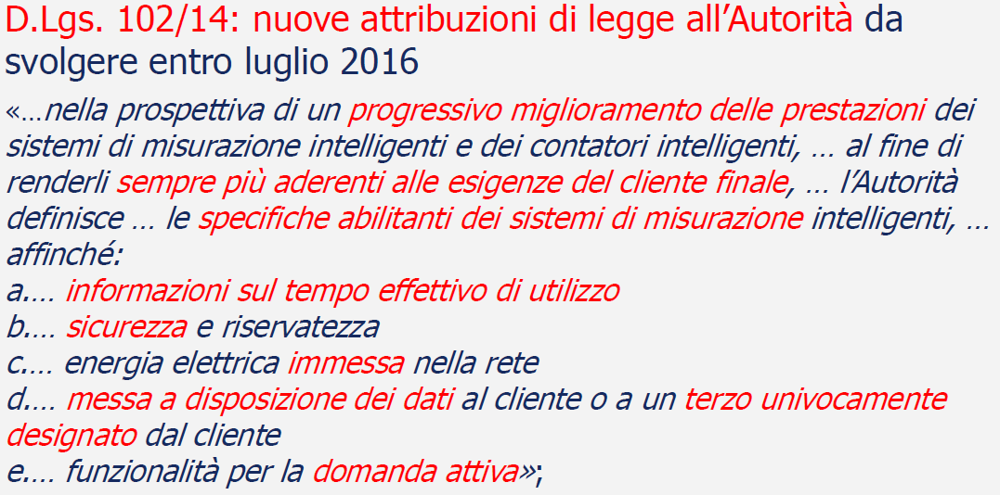 D.Lgs. 102/14: nuove attribuzioni di legge all’Autorità da
svolgere entro luglio 2016
«…nella prospettiva di un progressivo miglioramento delle prestazioni dei
sistemi di misurazione intelligenti e dei contatori intelligenti, … al fine di
renderli sempre più aderenti alle esigenze del cliente finale, … l’Autorità
definisce … le specifiche abilitanti dei sistemi di misurazione intelligenti, …
affinché:
a.… informazioni sul tempo effettivo di utilizzo
b.… sicurezza e riservatezza
c.… energia elettrica immessa nella rete
d.… messa a disposizione dei dati al cliente o a un terzo univocamente
designato dal cliente
e.… funzionalità per la domanda attiva»;